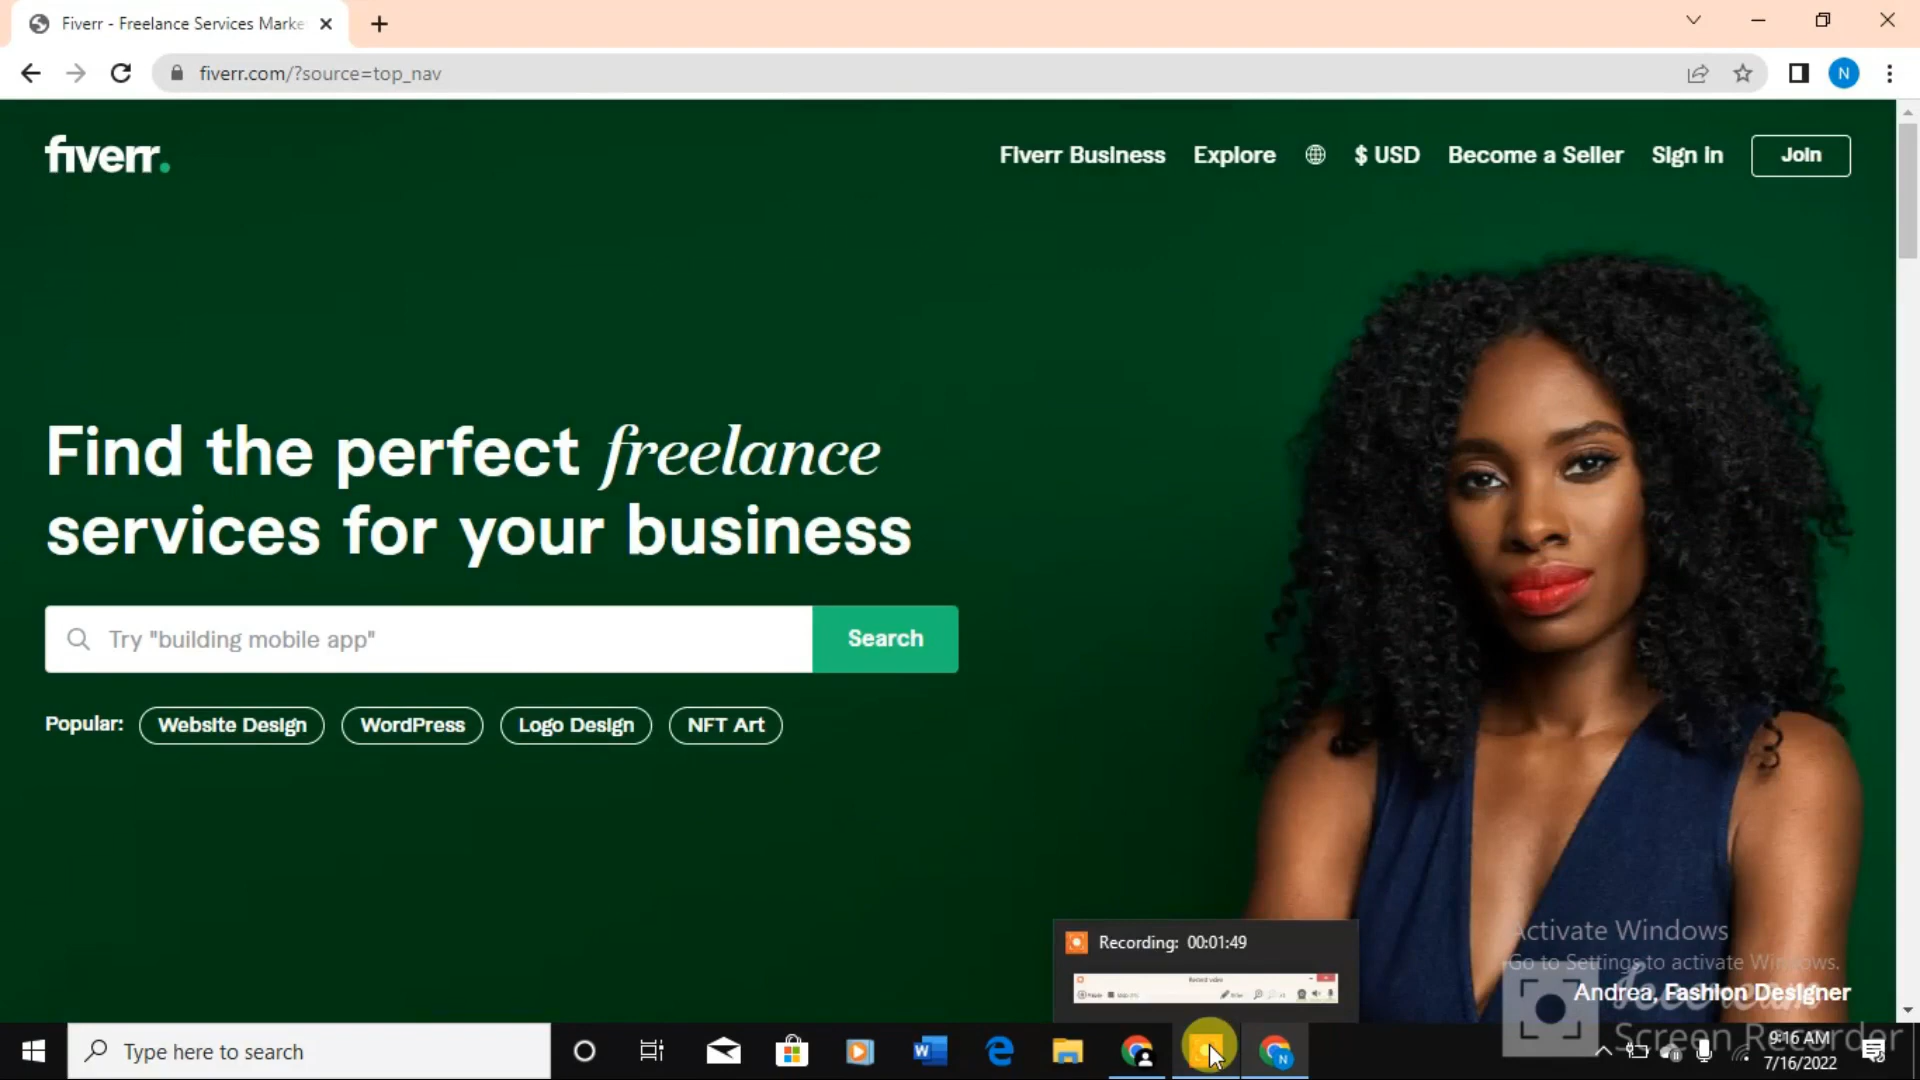 Fiverr - Freelance Services Marke
fiverr.com/?source=top_nav
N
fiverr.
Fiverr Business
Explore
$ USD
Become a Seller
Sign in
Join
Find the perfect freelance
services for your business
Try "building mobile app"
Search
Popular:
Website Design
WordPress
Logo Design
NFT Art
Recording: 00:01:49
Record video
Activate Windows
Go to Settings to activate Windows.
Andrea, Fashion Designer
Screen Recorder
Type here to search
9:16 AM
7/16/2022